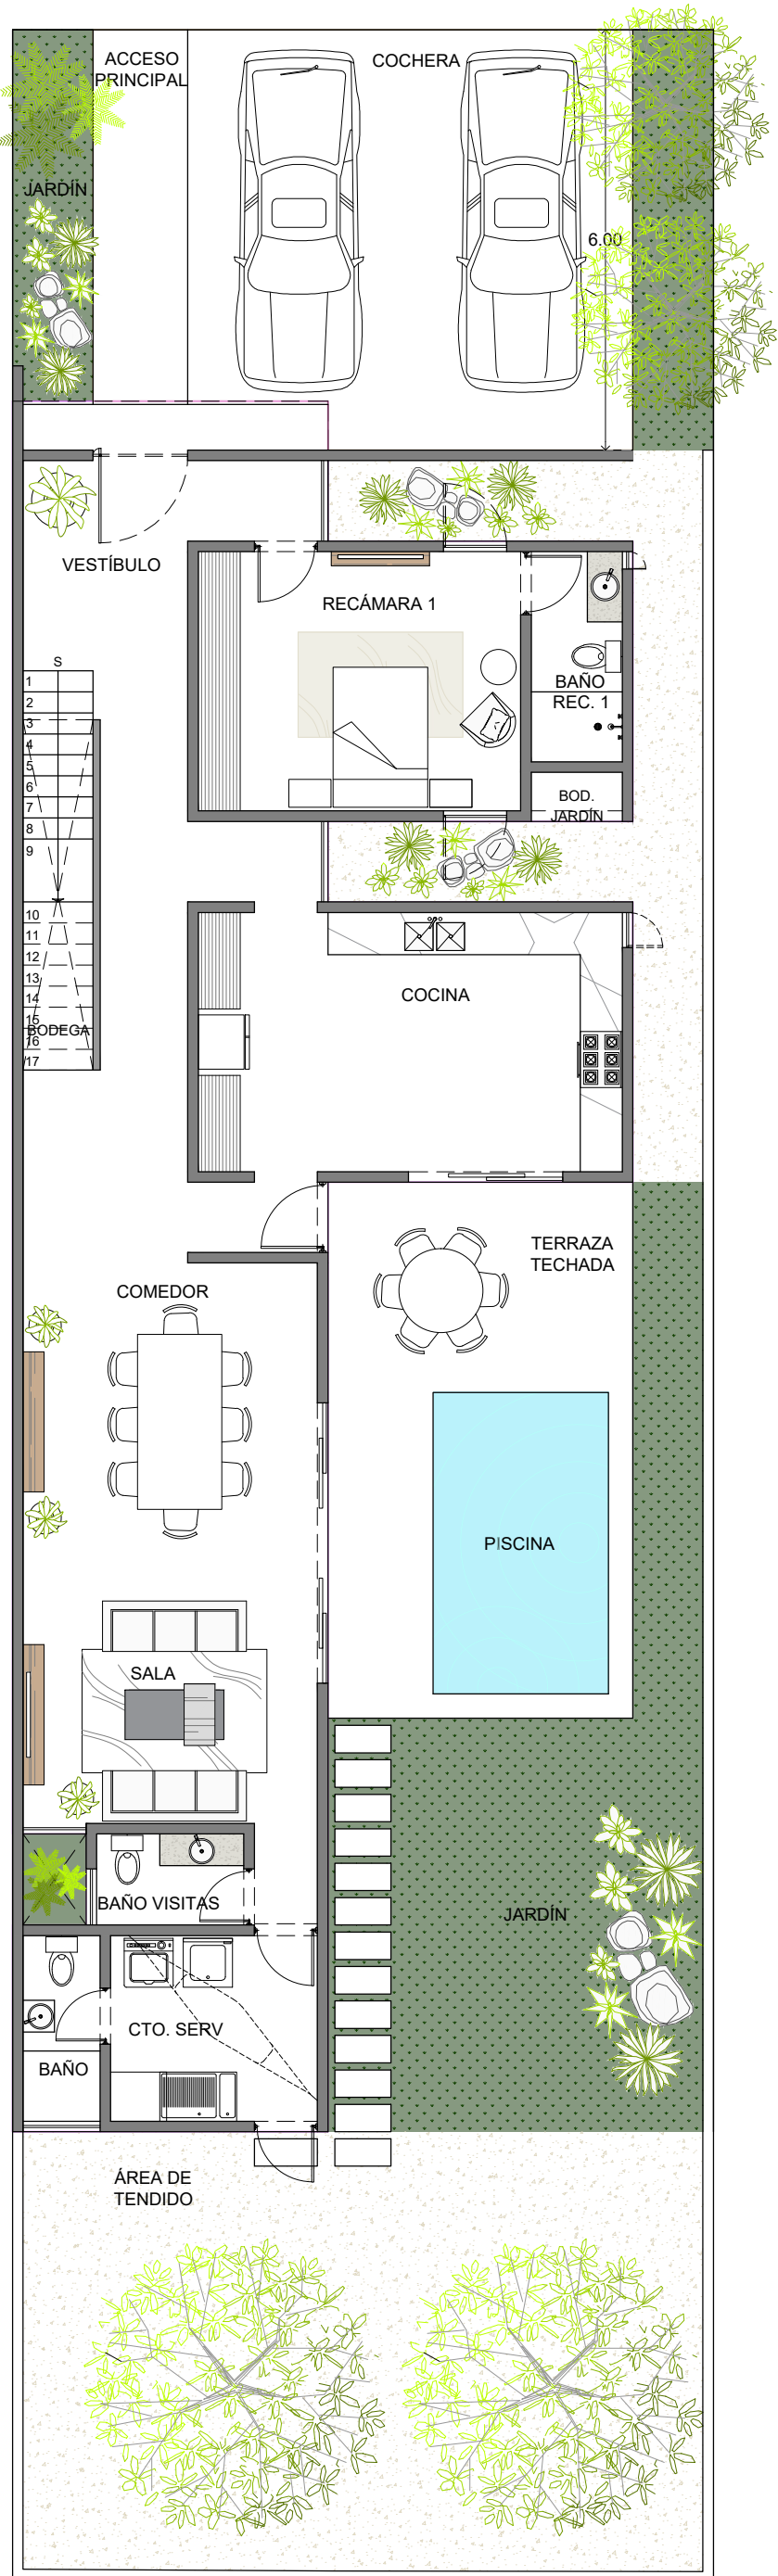 ACCESO
PRINCIPAL
COCHERA
JARDÍN
6.00
VESTÍBULO
RECÁMARA 1
S
1
2
3
4
5
6
7
8
9
10
11
12
13
14
15
16
17
BODEGA
BAÑO
REC. 1
BOD.
JARDÍN
COCINA
TERRAZA
TECHADA
COMEDOR
PISCINA
SALA
BAÑO VISITAS
JARDÍN
CTO. SERV
BAÑO
ÁREA DE
TENDIDO